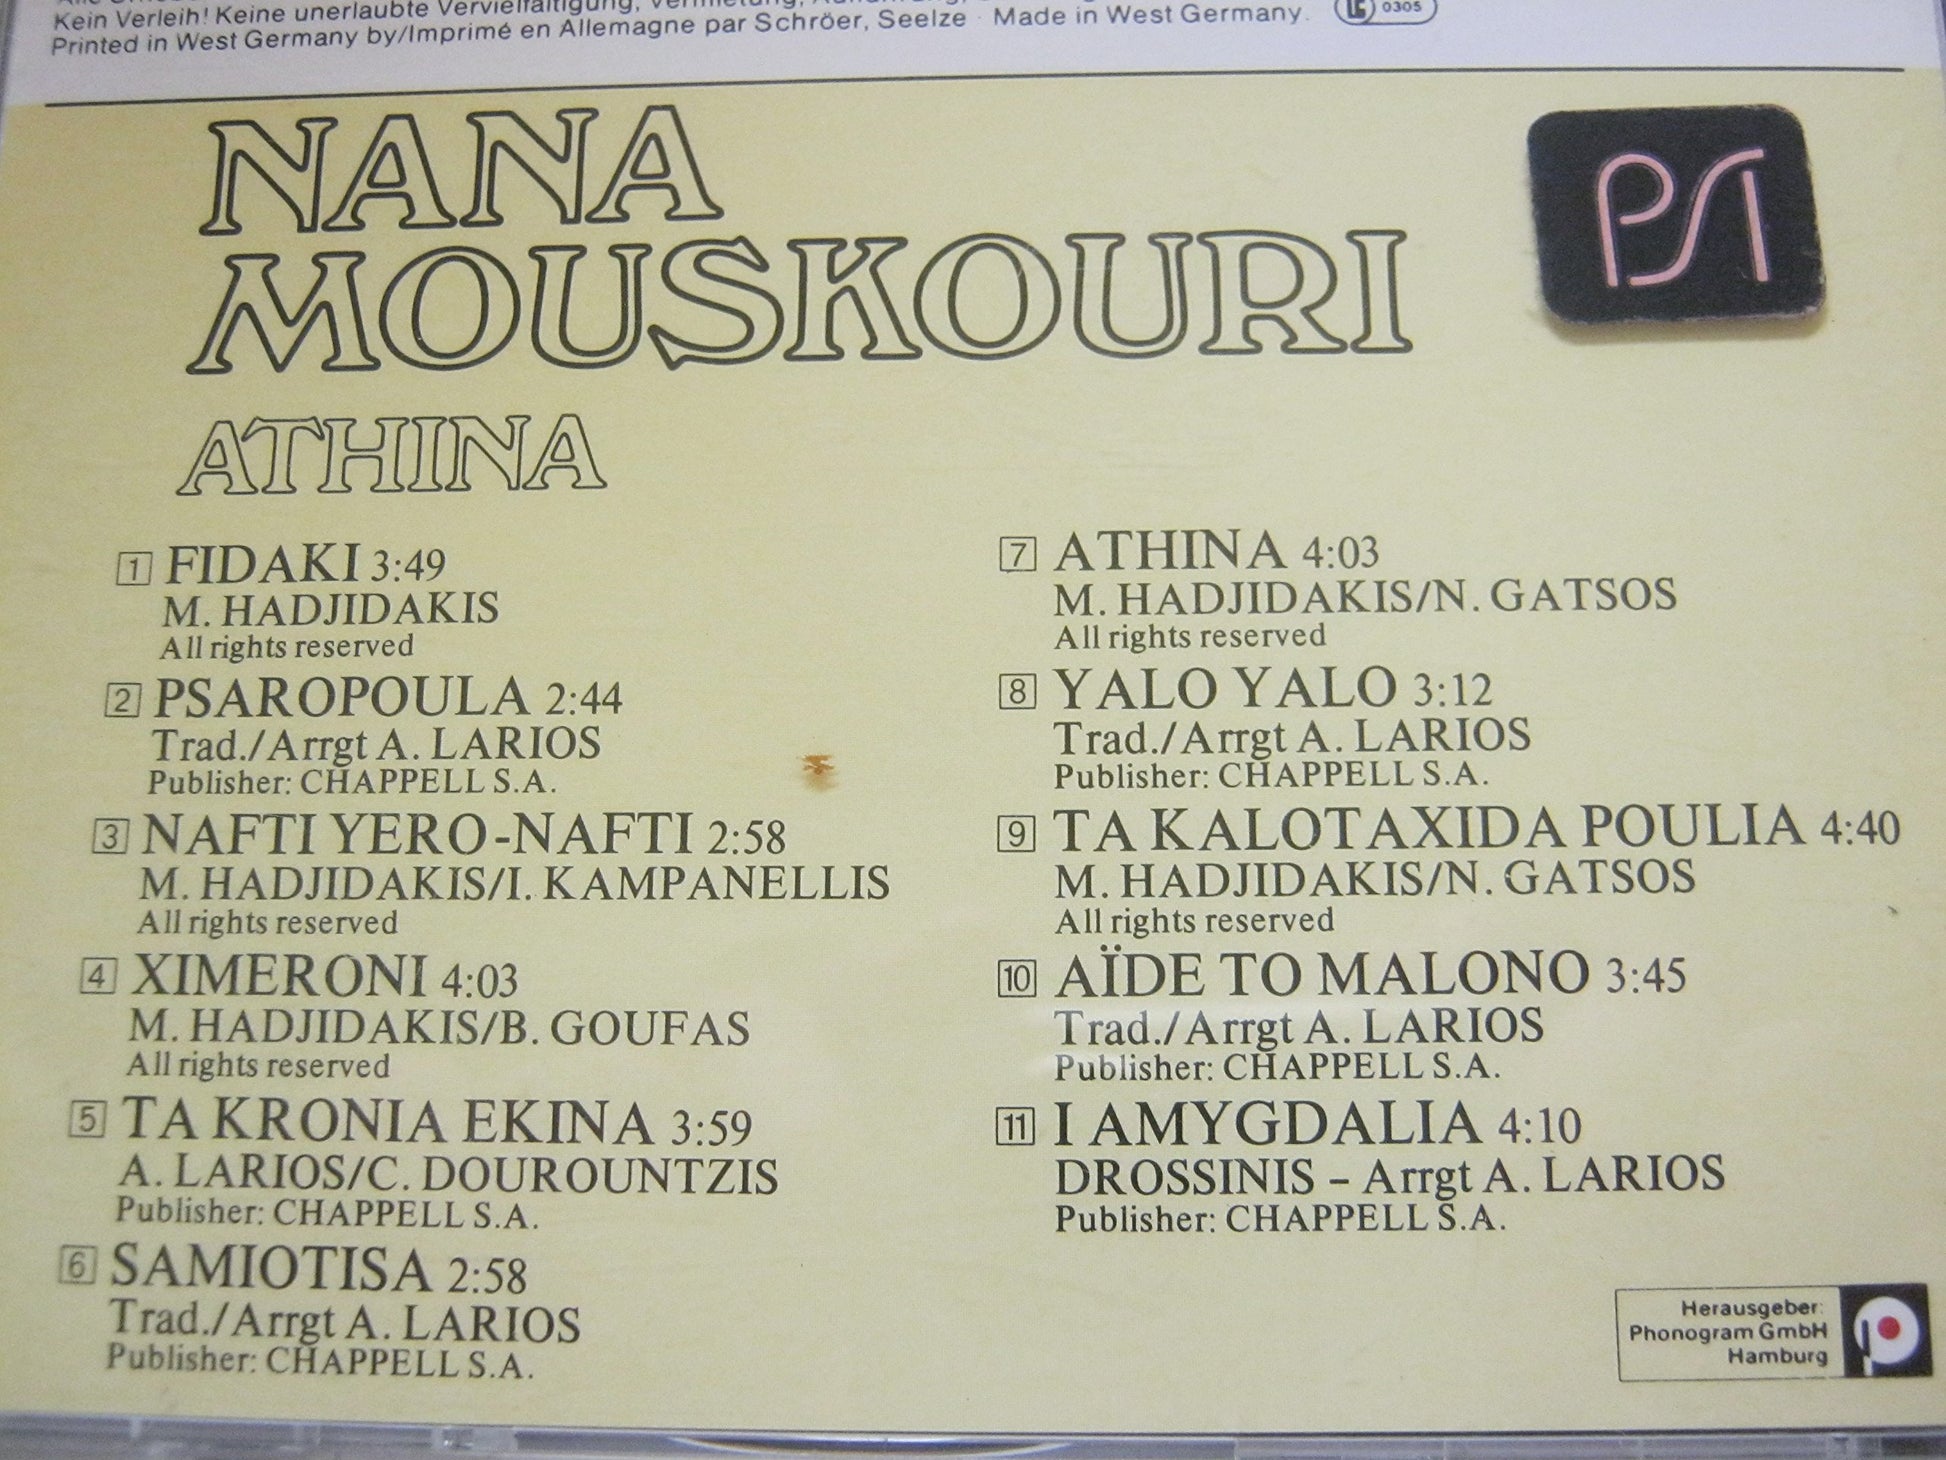 Kein Verleih! Keine unerlaubte Vervielfältigung, Vermietung,
Printed in West Germany by/Imprimé en Allemagne par Schröer, Seelze · Made in West Germany.
LC 0305
NANA
MOUSKOURI
PSI
ATHINA
1 FIDAKI 3:49
M. HADJIDAKIS
All rights reserved
2 PSAROPOULA 2:44
Trad./Arrgt A. LARIOS
Publisher: CHAPPELL S.A.
3 NAFTI YERO-NAFTI 2:58
M. HADJIDAKIS/I. KAMPANELLIS
All rights reserved
4 XIMERONI 4:03
M. HADJIDAKIS/B. GOUFAS
All rights reserved
5 TA KRONIA EKINA 3:59
A. LARIOS/C. DOUROUNTZIS
Publisher: CHAPPELL S.A.
6 SAMIOTISA 2:58
Trad./Arrgt A. LARIOS
Publisher: CHAPPELL S.A.
7 ATHINA 4:03
M. HADJIDAKIS/N. GATSOS
All rights reserved
8 YALO YALO 3:12
Trad./Arrgt A. LARIOS
Publisher: CHAPPELL S.A.
9 TA KALOTAXIDA POULIA 4:40
M. HADJIDAKIS/N. GATSOS
All rights reserved
10 AÏDE TO MALONO 3:45
Trad./Arrgt A. LARIOS
Publisher: CHAPPELL S.A.
11 I AMYGDALIA 4:10
DROSSINIS – Arrgt A. LARIOS
Publisher: CHAPPELL S.A.
Herausgeber:
Phonogram GmbH
Hamburg